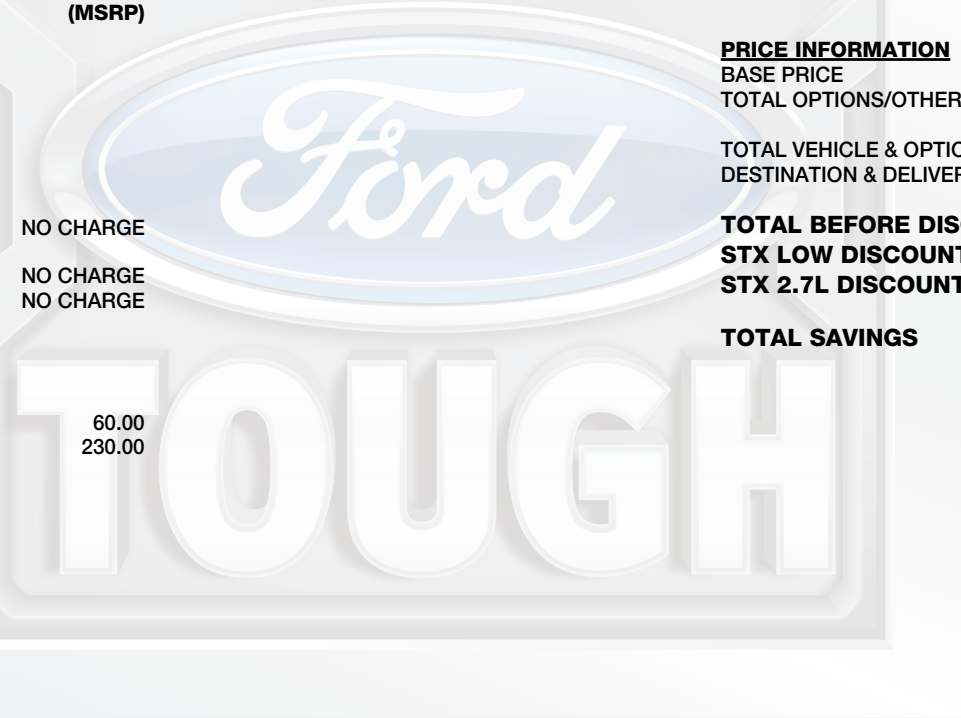 (MSRP)
NO CHARGE
NO CHARGE
NO CHARGE
60.00
230.00
Ford
TOUGH
PRICE INFORMATION
BASE PRICE
TOTAL OPTIONS/OTHER
TOTAL VEHICLE & OPTIO
DESTINATION & DELIVER
TOTAL BEFORE DIS
STX LOW DISCOUNT
STX 2.7L DISCOUNT
TOTAL SAVINGS